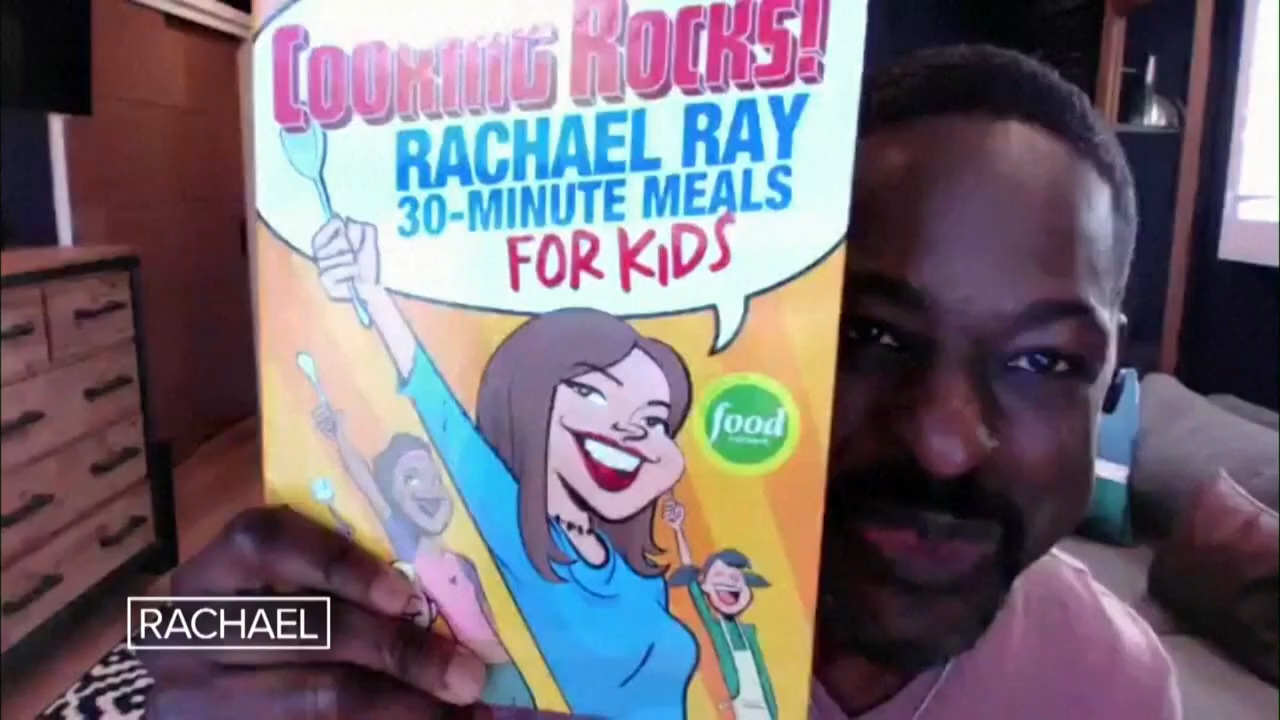 COOKING ROCKS!
RACHAEL RAY
30-MINUTE MEALS
FOR KIDS
food
RACHAEL